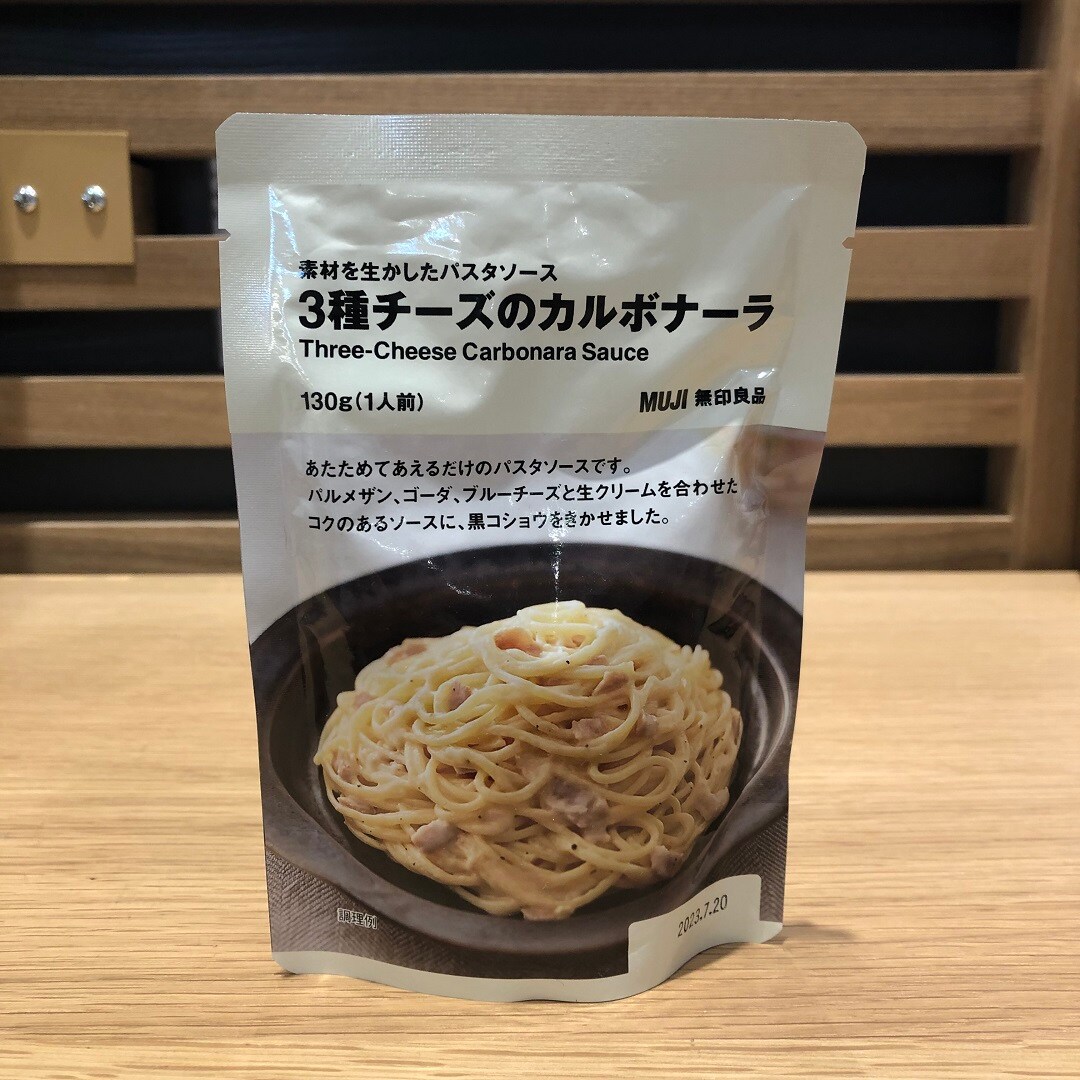 素材を生かしたパスタソース
3種チーズのカルボナーラ
Three-Cheese Carbonara Sauce
130g(1人前)
MUJI 無印良品
あたためてあえるだけのパスタソースです。
パルメザン、ゴーダ、ブルーチーズと生クリームを合わせた
コクのあるソースに、黒コショウをきかせました。
調理例
2023.7.20